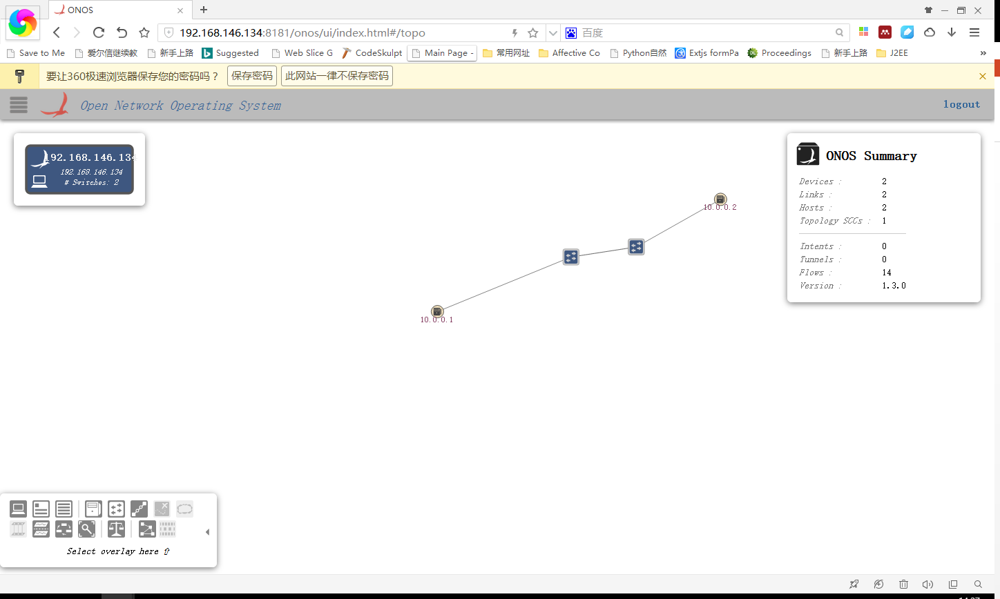 ONOS
192.168.146.134:8181/onos/ui/index.html#/topo
百度
Save to Me
爱尔信继续教
新手上路
Suggested
Web Slice G
CodeSkulpt
Main Page -
常用网址
Affective Co
Python自然
Extjs formPa
Proceedings
新手上路
J2EE
»
要让360极速浏览器保存您的密码吗？
保存密码
此网站一律不保存密码
Open Network Operating System
logout
192.168.146.134
192.168.146.134
# Switches: 2
ONOS Summary
Devices : 2
Links : 2
Hosts : 2
Topology SCCs : 1
Intents : 0
Tunnels : 0
Flows : 14
Version : 1.3.0
10.0.0.2
10.0.0.1
Select overlay here ⇧